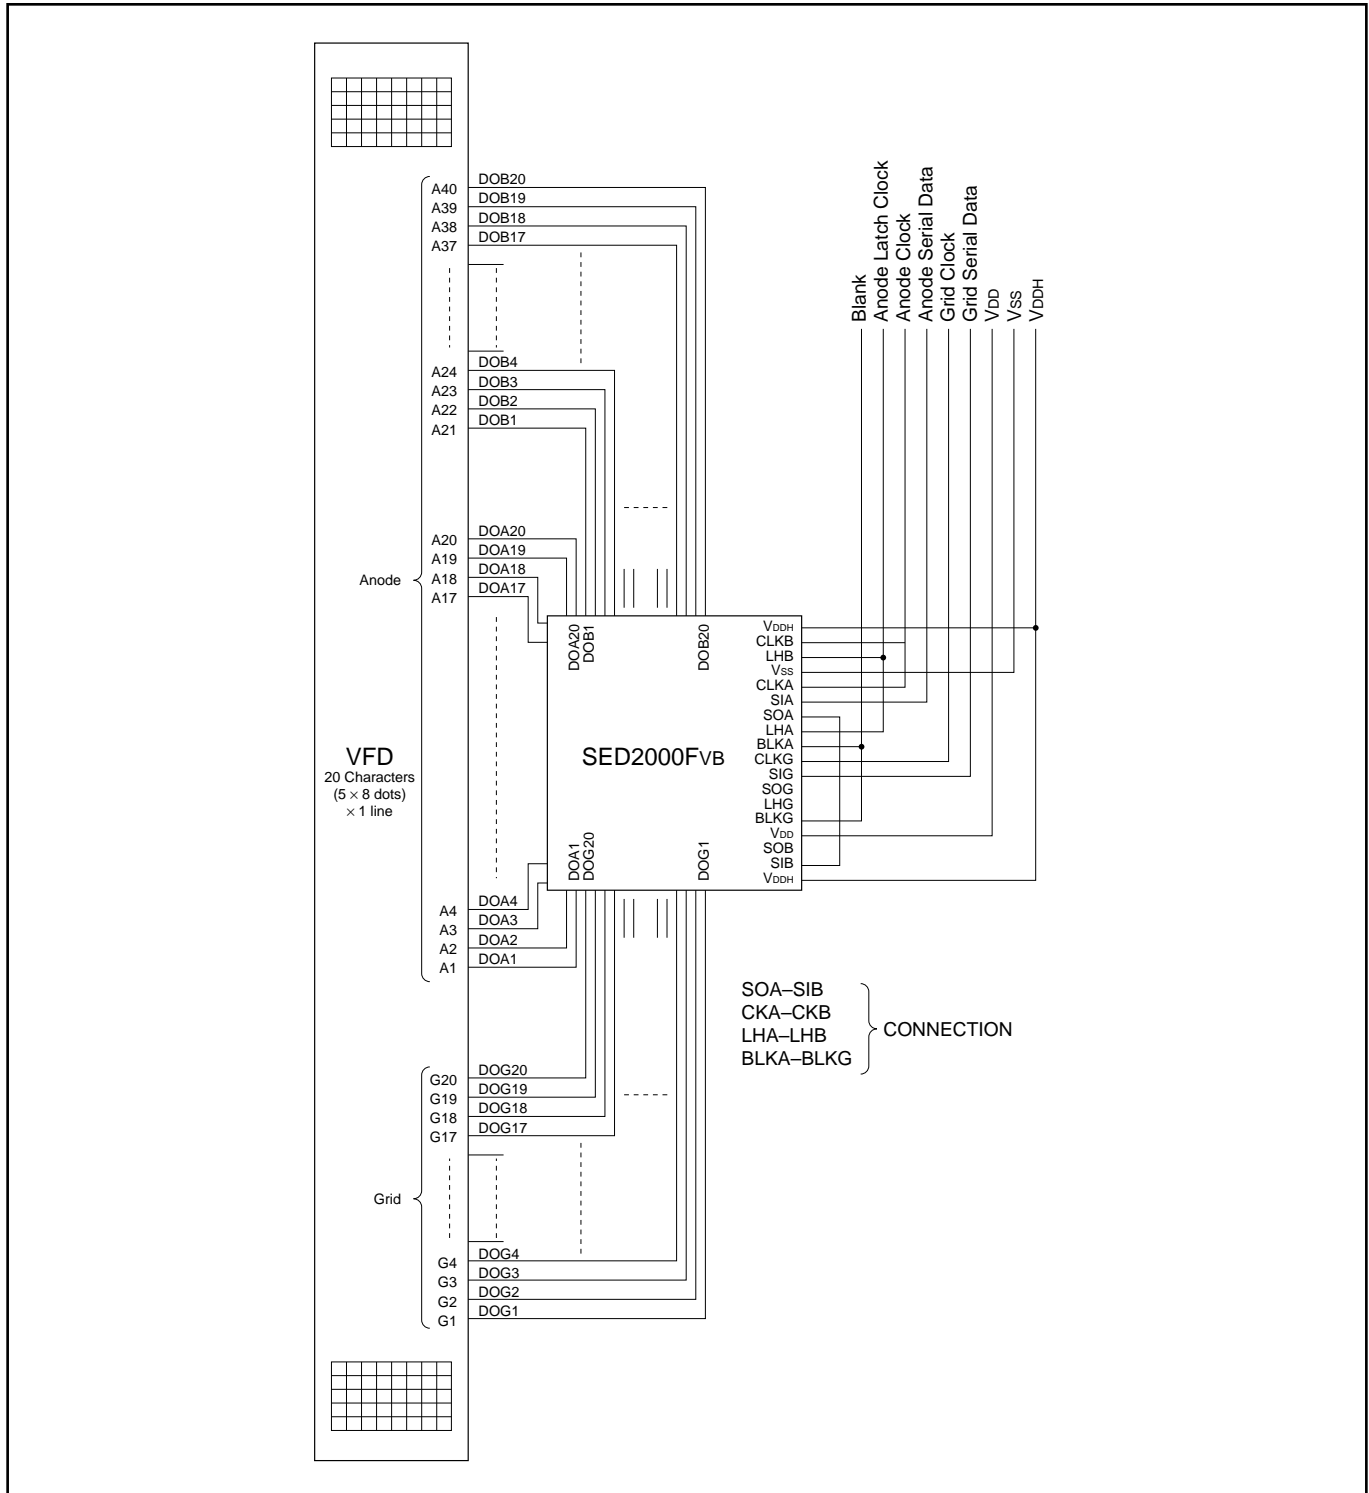 Blank
Anode Latch Clock
Anode Clock
Anode Serial Data
Grid Clock
Grid Serial Data
VDD
VSS
VDDH
A40 DOB20
A39 DOB19
A38 DOB18
A37 DOB17
A24 DOB4
A23 DOB3
A22 DOB2
A21 DOB1
A20 DOA20
A19 DOA19
A18 DOA18
A17 DOA17
Anode
VFD
20 Characters
(5 × 8 dots)
× 1 line
A4 DOA4
A3 DOA3
A2 DOA2
A1 DOA1
DOA20
DOB1
DOB20
SED2000FVB
DOA1
DOG20
DOG1
VDDH
CLKB
LHB
VSS
CLKA
SIA
SOA
LHA
BLKA
CLKG
SIG
SOG
LHG
BLKG
VDD
SOB
SIB
VDDH
SOA–SIB
CKA–CKB
LHA–LHB
BLKA–BLKG
CONNECTION
G20 DOG20
G19 DOG19
G18 DOG18
G17 DOG17
Grid
G4 DOG4
G3 DOG3
G2 DOG2
G1 DOG1